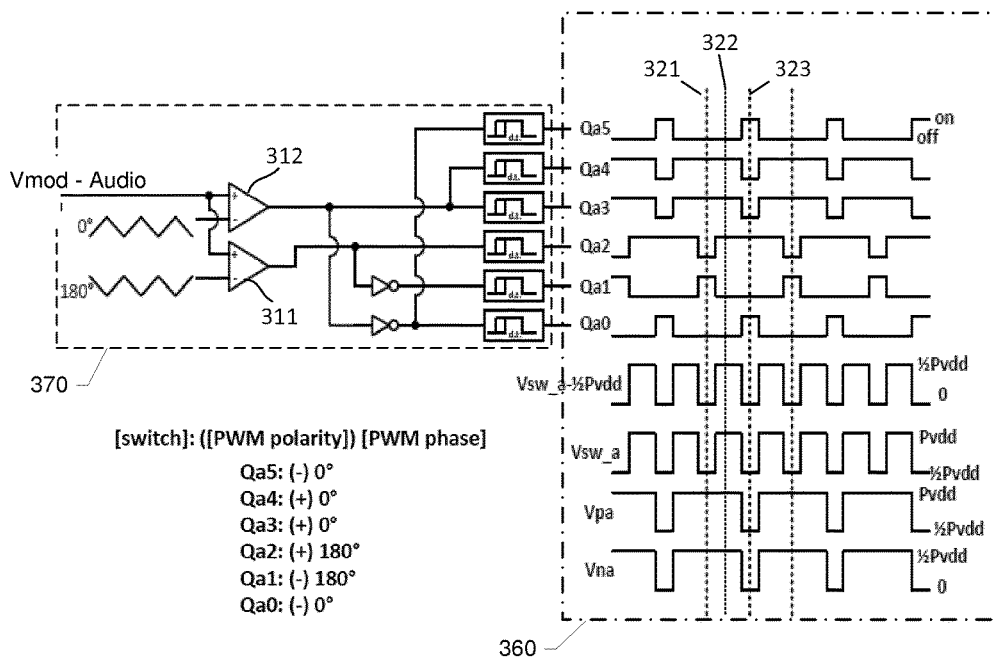 322
321
323
Qa5
on
off
312
Vmod - Audio
Qa4
+
-
0°
Qa3
+
-
180°
Qa2
311
Qa1
Qa0
d.t.
d.t.
d.t.
d.t.
d.t.
d.t.
370
Vsw_a-½Pvdd
½Pvdd
0
[switch]: ([PWM polarity]) [PWM phase]
Vsw_a
Pvdd
½Pvdd
Qa5: (-) 0°
Qa4: (+) 0°
Qa3: (+) 0°
Qa2: (+) 180°
Qa1: (-) 180°
Qa0: (-) 0°
Vpa
Pvdd
½Pvdd
Vna
½Pvdd
0
360